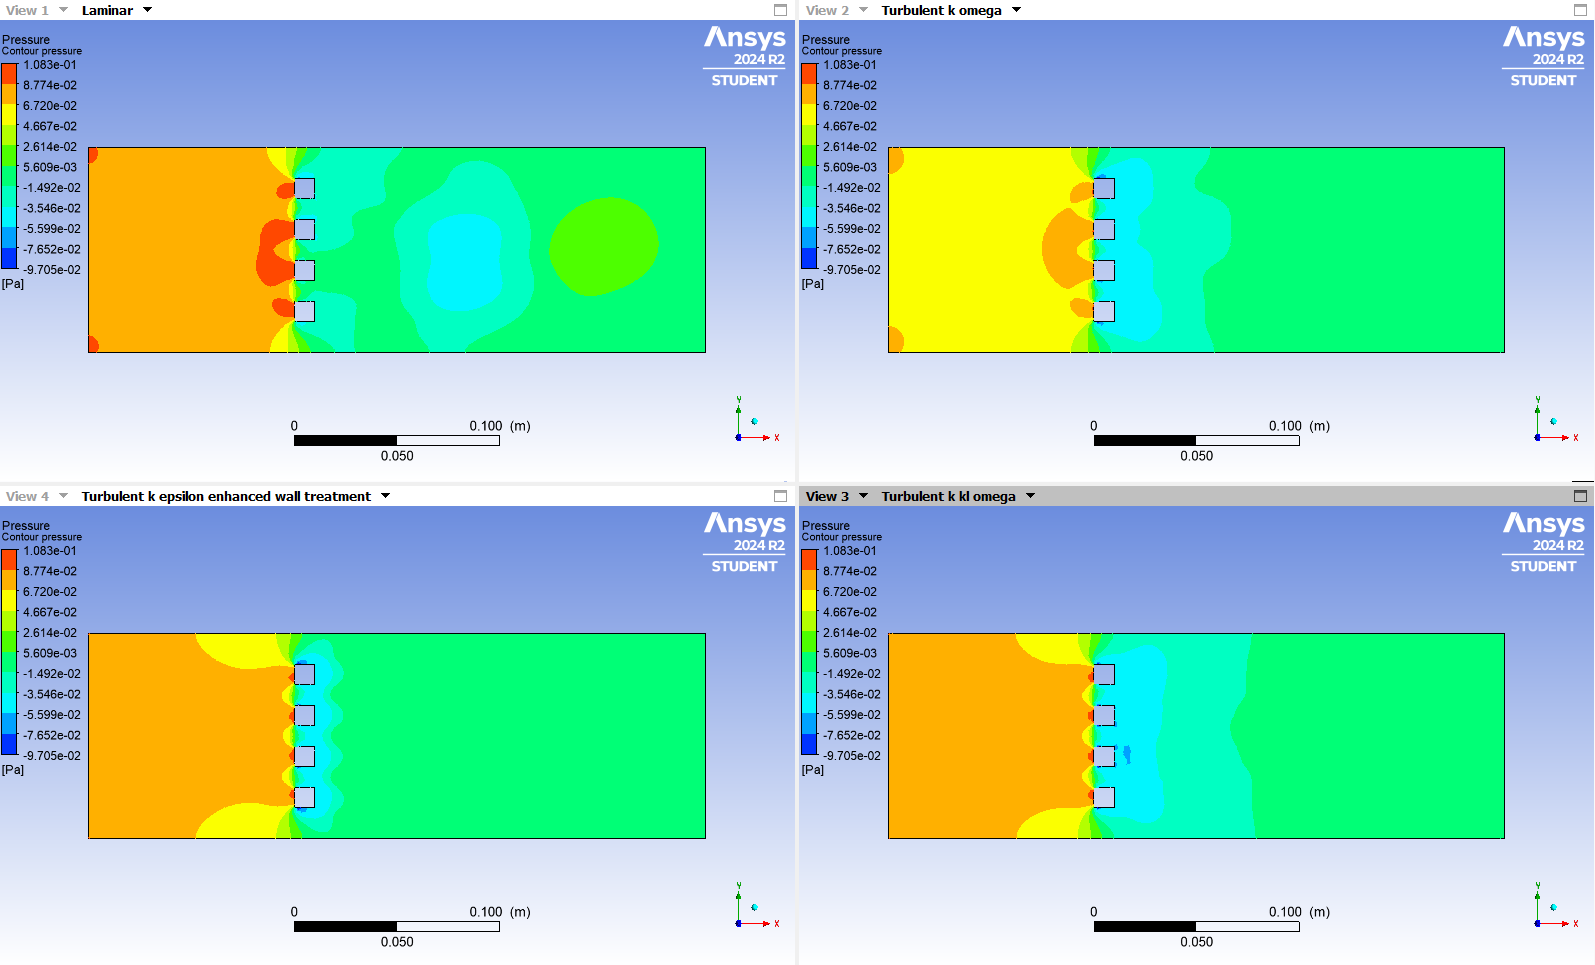 View 1 Laminar
Pressure
Contour pressure
1.083e-01
8.774e-02
6.720e-02
4.667e-02
2.614e-02
5.609e-03
-1.492e-02
-3.546e-02
-5.599e-02
-7.652e-02
-9.705e-02
[Pa]
Ansys
2024 R2
STUDENT
0 0.100 (m)
0.050
Y
X
View 2 Turbulent k omega
Pressure
Contour pressure
1.083e-01
8.774e-02
6.720e-02
4.667e-02
2.614e-02
5.609e-03
-1.492e-02
-3.546e-02
-5.599e-02
-7.652e-02
-9.705e-02
[Pa]
Ansys
2024 R2
STUDENT
0 0.100 (m)
0.050
Y
X
View 4 Turbulent k epsilon enhanced wall treatment
Pressure
Contour pressure
1.083e-01
8.774e-02
6.720e-02
4.667e-02
2.614e-02
5.609e-03
-1.492e-02
-3.546e-02
-5.599e-02
-7.652e-02
-9.705e-02
[Pa]
Ansys
2024 R2
STUDENT
0 0.100 (m)
0.050
Y
X
View 3 Turbulent k kl omega
Pressure
Contour pressure
1.083e-01
8.774e-02
6.720e-02
4.667e-02
2.614e-02
5.609e-03
-1.492e-02
-3.546e-02
-5.599e-02
-7.652e-02
-9.705e-02
[Pa]
Ansys
2024 R2
STUDENT
0 0.100 (m)
0.050
Y
X